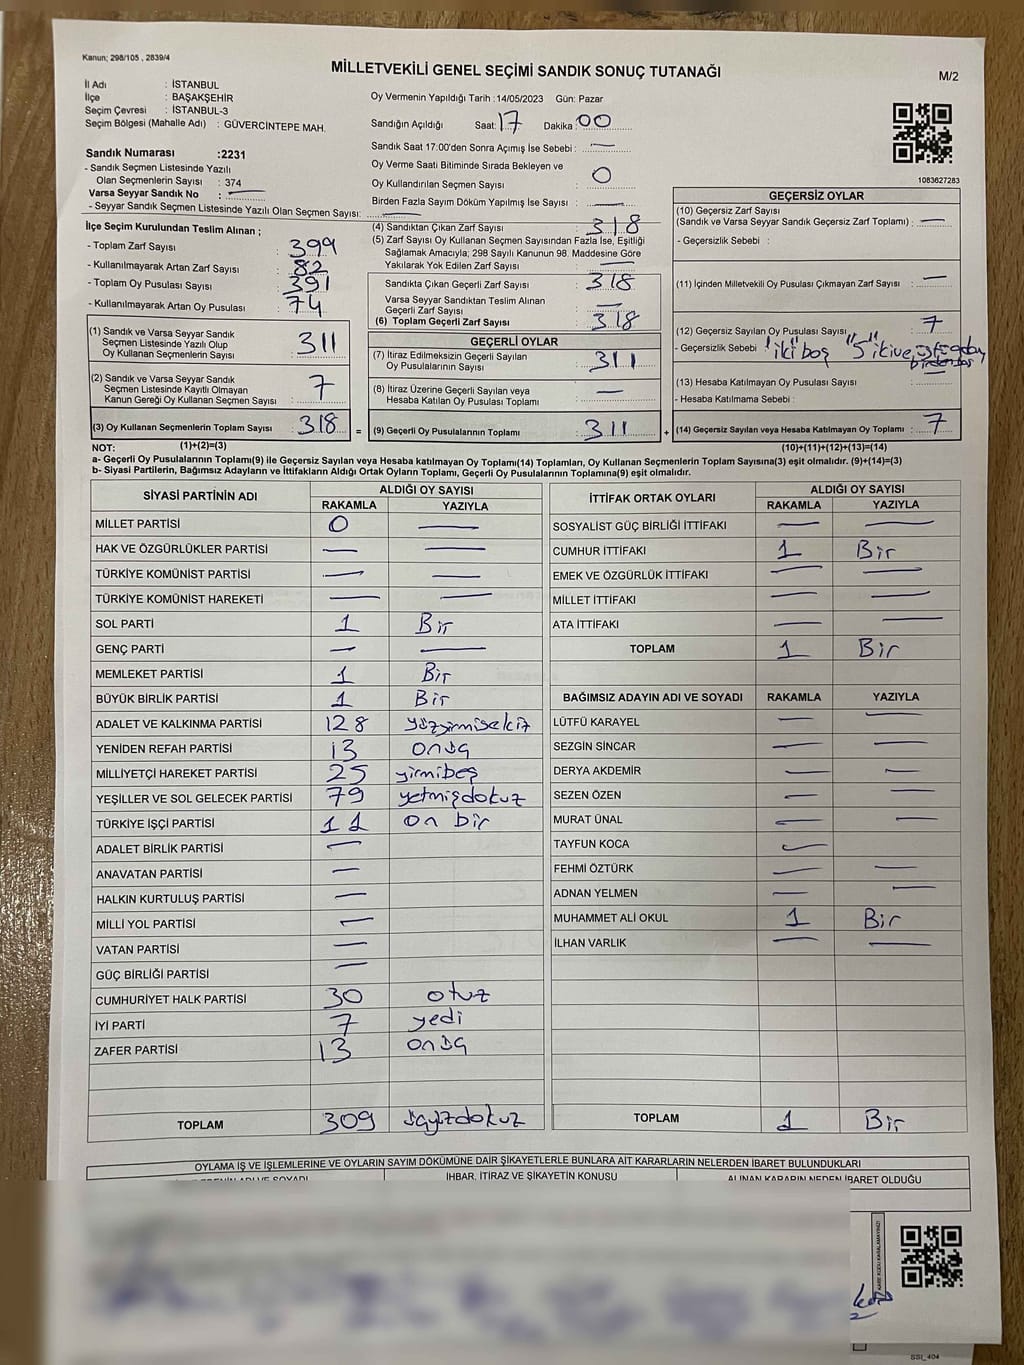 Kanun; 298/105 , 2839/4
MİLLETVEKİLİ GENEL SEÇİMİ SANDIK SONUÇ TUTANAĞI
M/2
İl Adı : İSTANBUL
İlçe : BAŞAKŞEHİR
Seçim Çevresi : İSTANBUL-3
Seçim Bölgesi (Mahalle Adı) : GÜVERCİNTEPE MAH.
Oy Vermenin Yapıldığı Tarih :14/05/2023 Gün: Pazar
Sandığın Açıldığı Saat: 17 Dakika: 00
Sandık Saat 17:00'den Sonra Açımış İse Sebebi : —
Oy Verme Saati Bitiminde Sırada Bekleyen ve
Oy Kullandırılan Seçmen Sayısı : 0
Birden Fazla Sayım Döküm Yapılmış İse Sayısı : —
1083627283
Sandık Numarası :2231
- Sandık Seçmen Listesinde Yazılı
Olan Seçmenlerin Sayısı : 374
Varsa Seyyar Sandık No : —
- Seyyar Sandık Seçmen Listesinde Yazılı Olan Seçmen Sayısı: —
İlçe Seçim Kurulundan Teslim Alınan ;
- Toplam Zarf Sayısı : 399
- Kullanılmayarak Artan Zarf Sayısı : 82
- Toplam Oy Pusulası Sayısı : 391
- Kullanılmayarak Artan Oy Pusulası : 74
(1) Sandık ve Varsa Seyyar Sandık
Seçmen Listesinde Yazılı Olup
Oy Kullanan Seçmenlerin Sayısı : 311
(2) Sandık ve Varsa Seyyar Sandık
Seçmen Listesinde Kayıtlı Olmayan
Kanun Gereği Oy Kullanan Seçmen Sayısı : 7
(3) Oy Kullanan Seçmenlerin Toplam Sayısı : 318
(1)+(2)=(3)
(4) Sandıktan Çıkan Zarf Sayısı : 318
(5) Zarf Sayısı Oy Kullanan Seçmen Sayısından Fazla İse, Eşitliği
Sağlamak Amacıyla; 298 Sayılı Kanunun 98. Maddesine Göre
Yakılarak Yok Edilen Zarf Sayısı : —
Sandıkta Çıkan Geçerli Zarf Sayısı : 318
Varsa Seyyar Sandıktan Teslim Alınan
Geçerli Zarf Sayısı : —
(6) Toplam Geçerli Zarf Sayısı : 318
GEÇERLİ OYLAR
(7) İtiraz Edilmeksizin Geçerli Sayılan
Oy Pusulalarının Sayısı : 311
(8) İtiraz Üzerine Geçerli Sayılan veya
Hesaba Katılan Oy Pusulası Toplamı : —
= (9) Geçerli Oy Pusulalarının Toplamı : 311 +
GEÇERSİZ OYLAR
(10) Geçersiz Zarf Sayısı
(Sandık ve Varsa Seyyar Sandık Geçersiz Zarf Toplamı) : —
- Geçersizlik Sebebi :
(11) İçinden Milletvekili Oy Pusulası Çıkmayan Zarf Sayısı : —
(12) Geçersiz Sayılan Oy Pusulası Sayısı : 7
- Geçersizlik Sebebi : "iki" boş "5" iki ve
(13) Hesaba Katılmayan Oy Pusulası Sayısı : —
- Hesaba Katılmama Sebebi :
(14) Geçersiz Sayılan veya Hesaba Katılmayan Oy Toplamı : 7
(10)+(11)+(12)+(13)=(14)
NOT:
a- Geçerli Oy Pusulalarının Toplamı(9) ile Geçersiz Sayılan veya Hesaba katılmayan Oy Toplamı(14) Toplamları, Oy Kullanan Seçmenlerin Toplam Sayısına(3) eşit olmalıdır. (9)+(14)=(3)
b- Siyasi Partilerin, Bağımsız Adayların ve İttifakların Aldığı Ortak Oyların Toplamı, Geçerli Oy Pusulalarının Toplamına(9) eşit olmalıdır.
SİYASİ PARTİNİN ADI ALDIĞI OY SAYISI
RAKAMLA YAZIYLA
MİLLET PARTİSİ 0 —
HAK VE ÖZGÜRLÜKLER PARTİSİ — —
TÜRKİYE KOMÜNİST PARTİSİ — —
TÜRKİYE KOMÜNİST HAREKETİ — —
SOL PARTİ 1 Bir
GENÇ PARTİ — —
MEMLEKET PARTİSİ 1 Bir
BÜYÜK BİRLİK PARTİSİ 1 Bir
ADALET VE KALKINMA PARTİSİ 128 yüzyirmisekiz
YENİDEN REFAH PARTİSİ 13 onüç
MİLLİYETÇİ HAREKET PARTİSİ 25 yirmibeş
YEŞİLLER VE SOL GELECEK PARTİSİ 79 yetmişdokuz
TÜRKİYE İŞÇİ PARTİSİ 11 on bir
ADALET BİRLİK PARTİSİ —
ANAVATAN PARTİSİ —
HALKIN KURTULUŞ PARTİSİ —
MİLLİ YOL PARTİSİ —
VATAN PARTİSİ —
GÜÇ BİRLİĞİ PARTİSİ —
CUMHURİYET HALK PARTİSİ 30 otuz
İYİ PARTİ 7 yedi
ZAFER PARTİSİ 13 onüç
TOPLAM 309 üçyüzdokuz
İTTİFAK ORTAK OYLARI ALDIĞI OY SAYISI
RAKAMLA YAZIYLA
SOSYALİST GÜÇ BİRLİĞİ İTTİFAKI — —
CUMHUR İTTİFAKI 1 Bir
EMEK VE ÖZGÜRLÜK İTTİFAKI — —
MİLLET İTTİFAKI — —
ATA İTTİFAKI — —
TOPLAM 1 Bir
BAĞIMSIZ ADAYIN ADI VE SOYADI RAKAMLA YAZIYLA
LÜTFÜ KARAYEL — —
SEZGİN SİNCAR — —
DERYA AKDEMİR — —
SEZEN ÖZEN — —
MURAT ÜNAL — —
TAYFUN KOCA —
FEHMİ ÖZTÜRK — —
ADNAN YELMEN — —
MUHAMMET ALİ OKUL 1 Bir
İLHAN VARLIK — —
TOPLAM 1 Bir
OYLAMA İŞ VE İŞLEMLERİNE VE OYLARIN SAYIM DÖKÜMÜNE DAİR ŞİKAYETLERLE BUNLARA AİT KARARLARIN NELERDEN İBARET BULUNDUKLARI
İHBAR, İTİRAZ VE ŞİKAYETİN KONUSU
ALINAN KARARIN NEDEN İBARET OLDUĞU
SSI_404